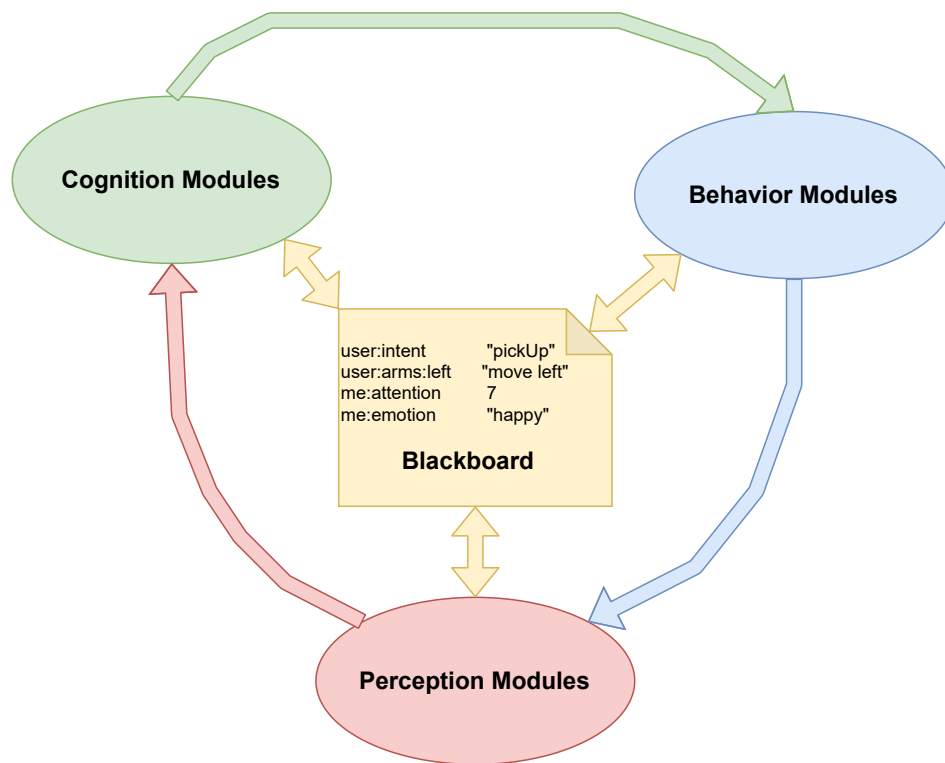 Cognition Modules
Behavior Modules
user:intent "pickUp"
user:arms:left "move left"
me:attention 7
me:emotion "happy"
Blackboard
Perception Modules